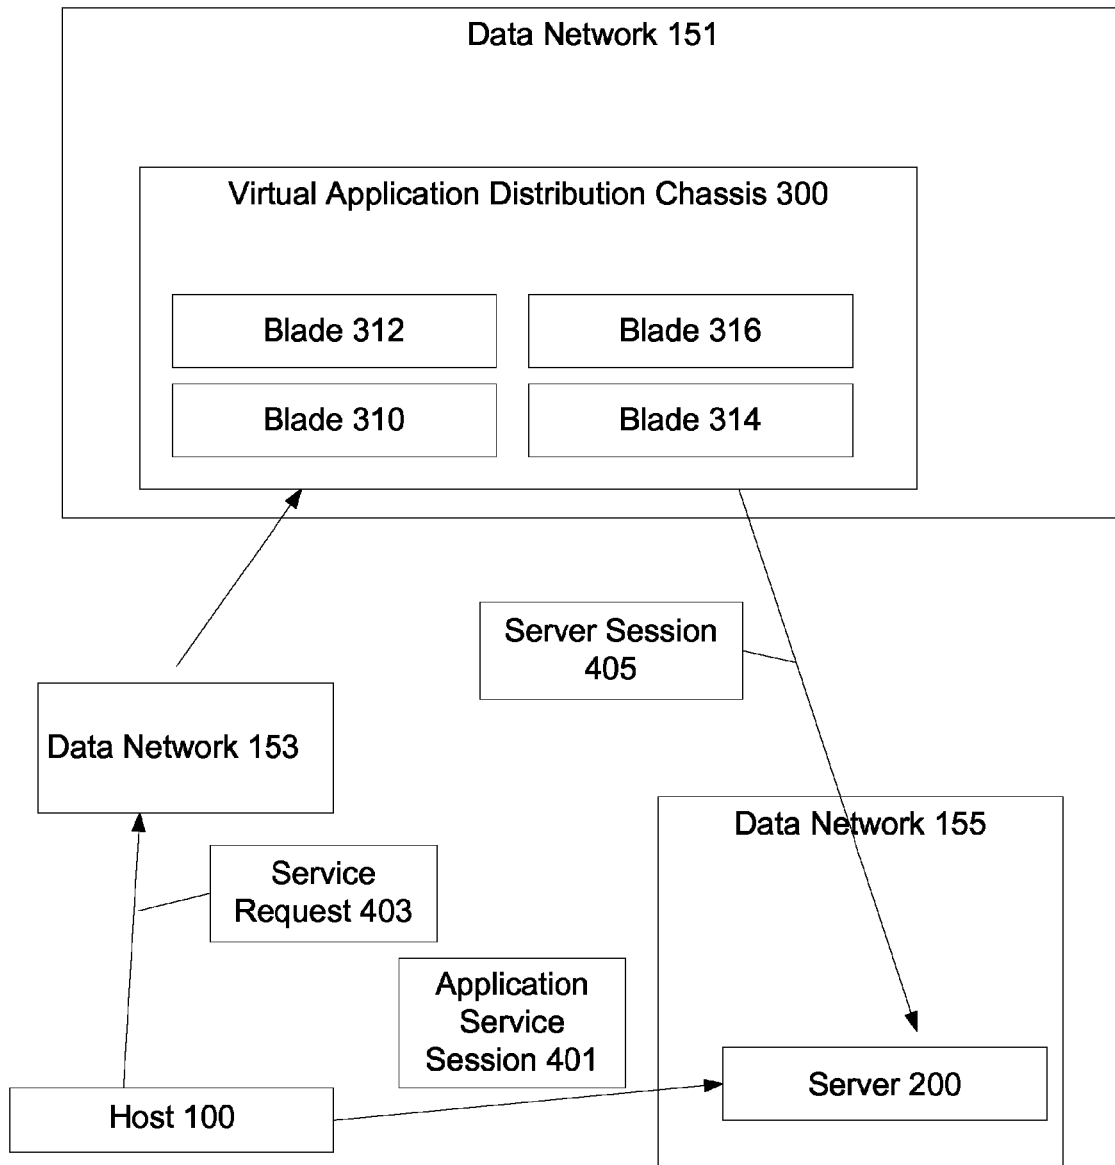 Data Network 151
Virtual Application Distribution Chassis 300
Blade 312
Blade 316
Blade 310
Blade 314
Server Session
405
Data Network 153
Data Network 155
Service
Request 403
Application
Service
Session 401
Server 200
Host 100